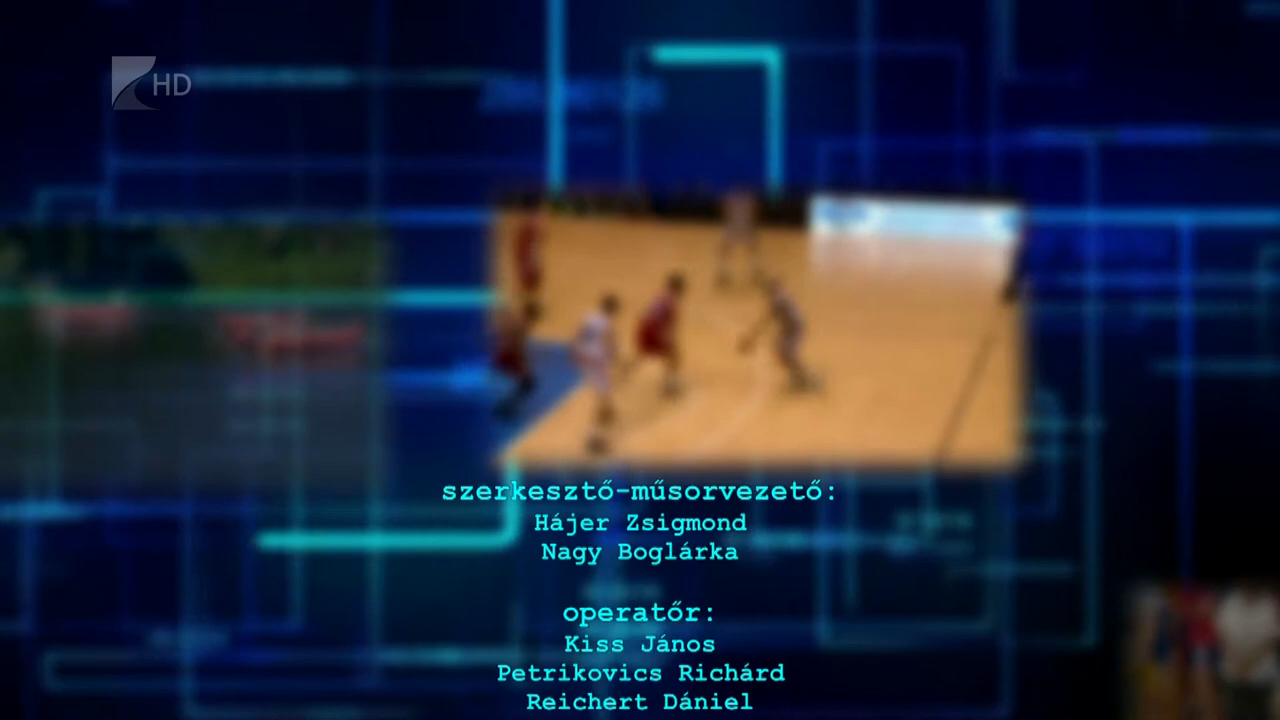 HD
szerkesztő-műsorvezető:
Hájer Zsigmond
Nagy Boglárka
operatőr:
Kiss János
Petrikovics Richárd
Reichert Dániel